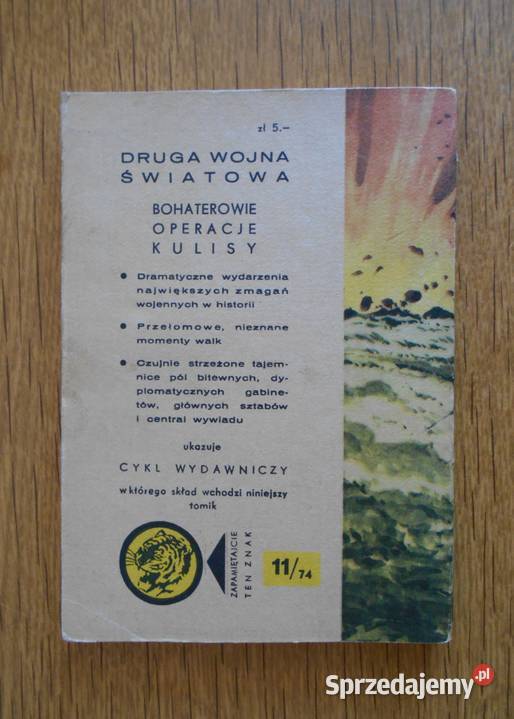 zł 5.–
DRUGA WOJNA
ŚWIATOWA
BOHATEROWIE
OPERACJE
KULISY
● Dramatyczne wydarzenia
największych zmagań
wojennych w historii
● Przełomowe, nieznane
momenty walk
● Czujnie strzeżone tajem-
nice pól bitewnych, dy-
plomatycznych gabine-
tów, głównych sztabów
i central wywiadu
ukazuje
CYKL WYDAWNICZY
w którego skład wchodzi niniejszy
tomik
ZAPAMIĘTAJCIE
TEN ZNAK
11/74
Sprzedajemy.pl